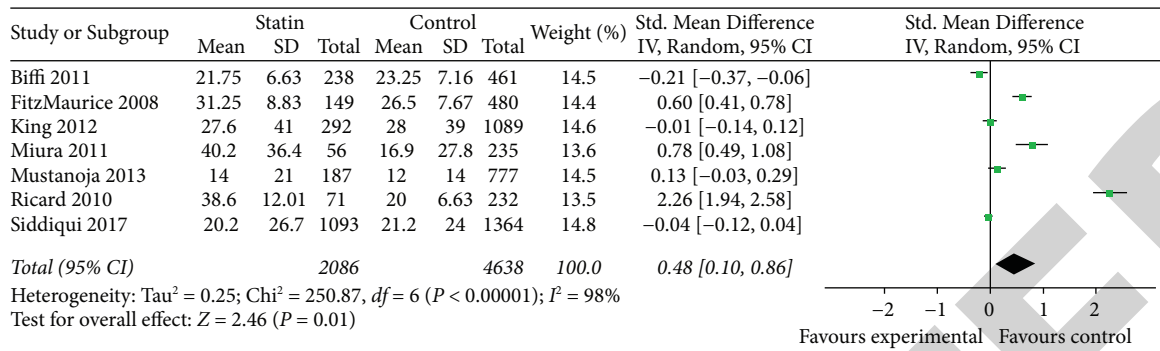 Study or Subgroup Statin Control Weight (%) Std. Mean Difference Std. Mean Difference
Mean SD Total Mean SD Total IV, Random, 95% CI IV, Random, 95% CI
Biffi 2011 21.75 6.63 238 23.25 7.16 461 14.5 −0.21 [−0.37, −0.06]
FitzMaurice 2008 31.25 8.83 149 26.5 7.67 480 14.4 0.60 [0.41, 0.78]
King 2012 27.6 41 292 28 39 1089 14.6 −0.01 [−0.14, 0.12]
Miura 2011 40.2 36.4 56 16.9 27.8 235 13.6 0.78 [0.49, 1.08]
Mustanoja 2013 14 21 187 12 14 777 14.5 0.13 [−0.03, 0.29]
Ricard 2010 38.6 12.01 71 20 6.63 232 13.5 2.26 [1.94, 2.58]
Siddiqui 2017 20.2 26.7 1093 21.2 24 1364 14.8 −0.04 [−0.12, 0.04]
Total (95% CI) 2086 4638 100.0 0.48 [0.10, 0.86]
Heterogeneity: Tau² = 0.25; Chi² = 250.87, df = 6 (P < 0.00001); I² = 98%
Test for overall effect: Z = 2.46 (P = 0.01)
−2 −1 0 1 2
Favours experimental Favours control